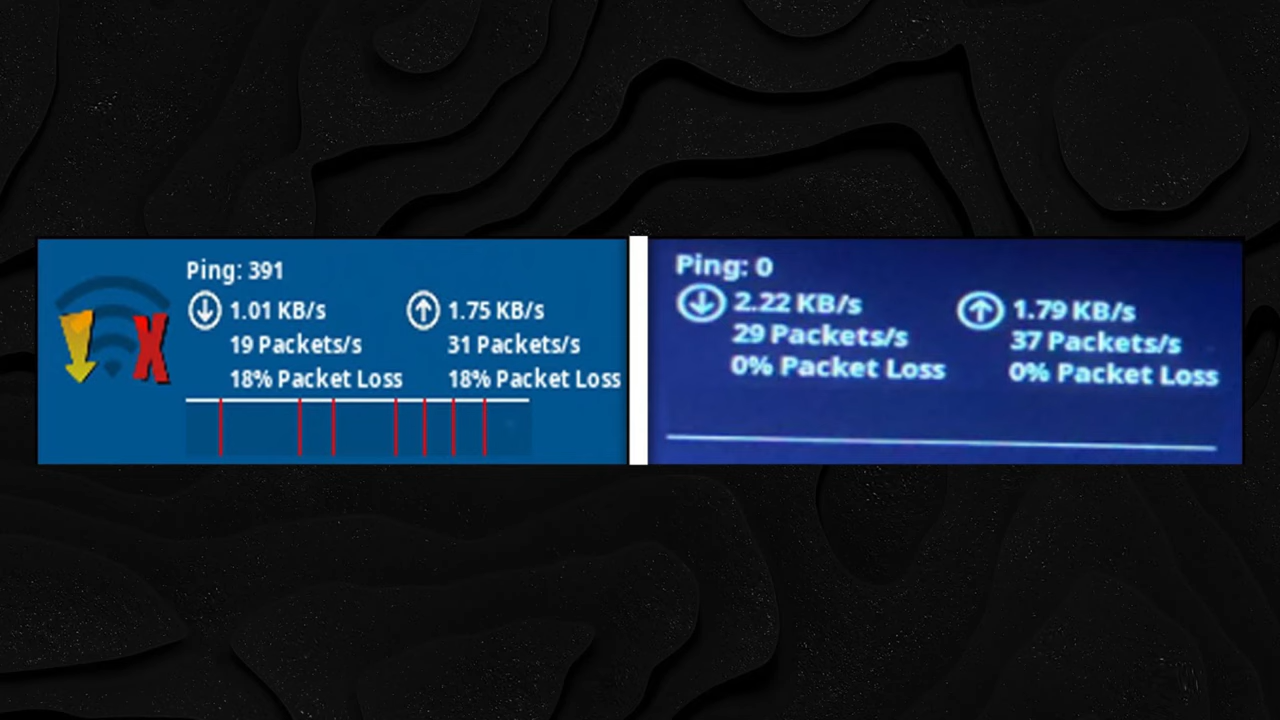 Ping: 391
1.01 KB/s
19 Packets/s
18% Packet Loss
1.75 KB/s
31 Packets/s
18% Packet Loss
Ping: 0
2.22 KB/s
29 Packets/s
0% Packet Loss
1.79 KB/s
37 Packets/s
0% Packet Loss